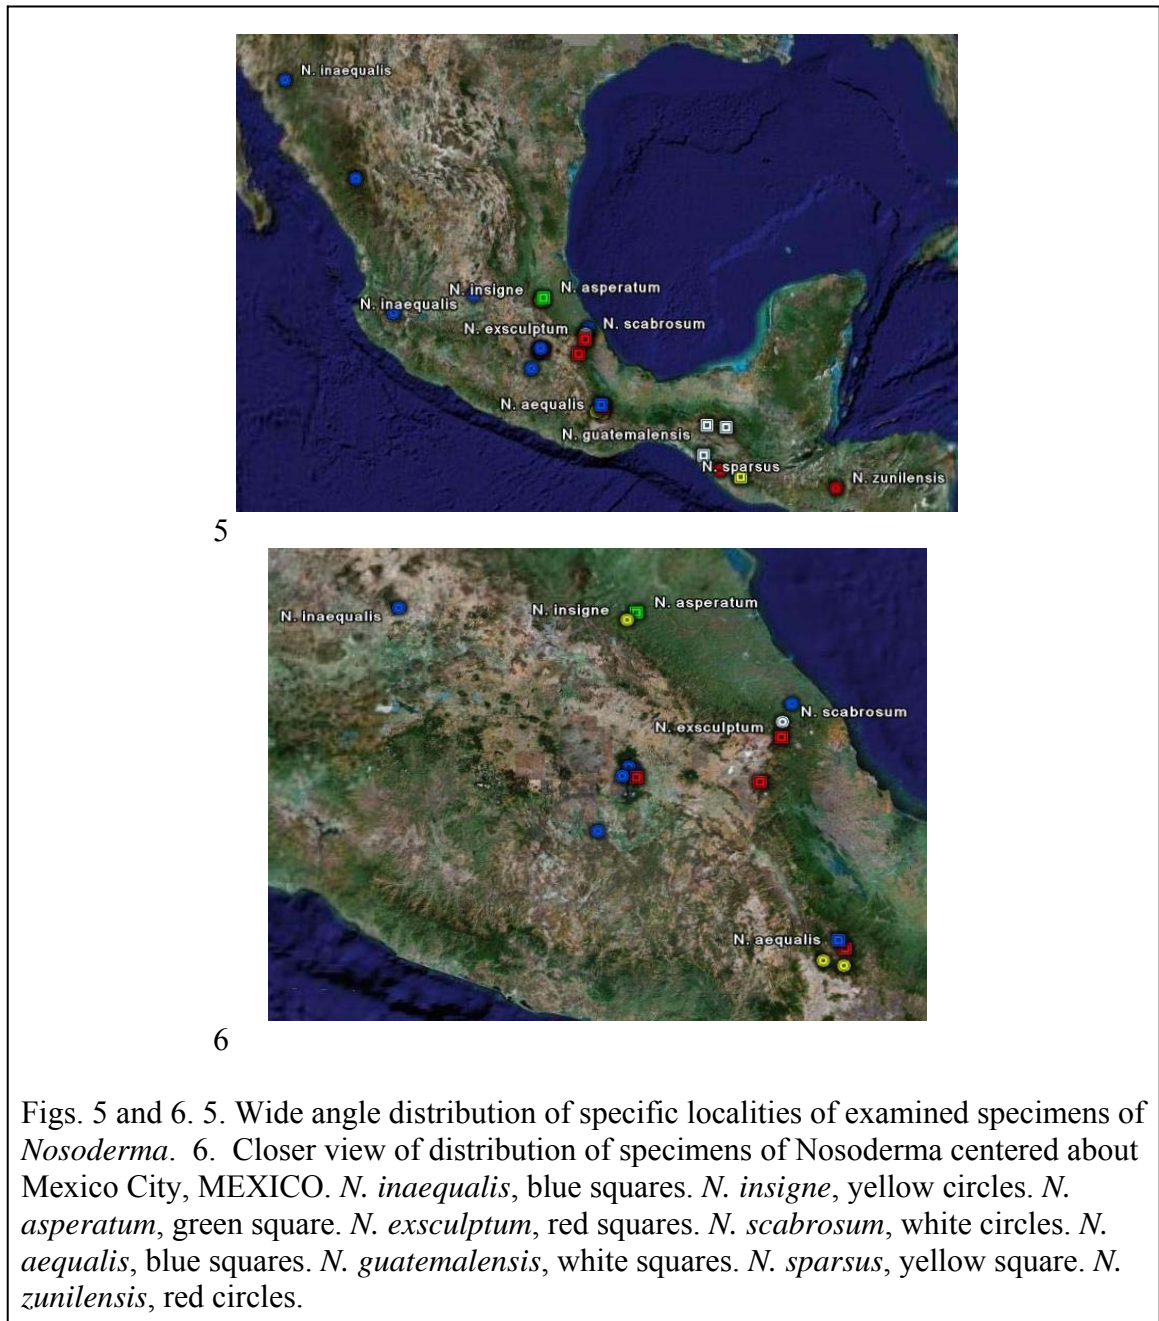 N. inaequalis
N. insigne
N. asperatum
N. inaequalis
N. exsculptum
N. scabrosum
N. aequalis
N. guatemalensis
N. sparsus
N. zunilensis
5
N. inaequalis
N. insigne
N. asperatum
N. scabrosum
N. exsculptum
N. aequalis
6
Figs. 5 and 6. 5. Wide angle distribution of specific localities of examined specimens of
Nosoderma. 6. Closer view of distribution of specimens of Nosoderma centered about
Mexico City, MEXICO. N. inaequalis, blue squares. N. insigne, yellow circles. N.
asperatum, green square. N. exsculptum, red squares. N. scabrosum, white circles. N.
aequalis, blue squares. N. guatemalensis, white squares. N. sparsus, yellow square. N.
zunilensis, red circles.